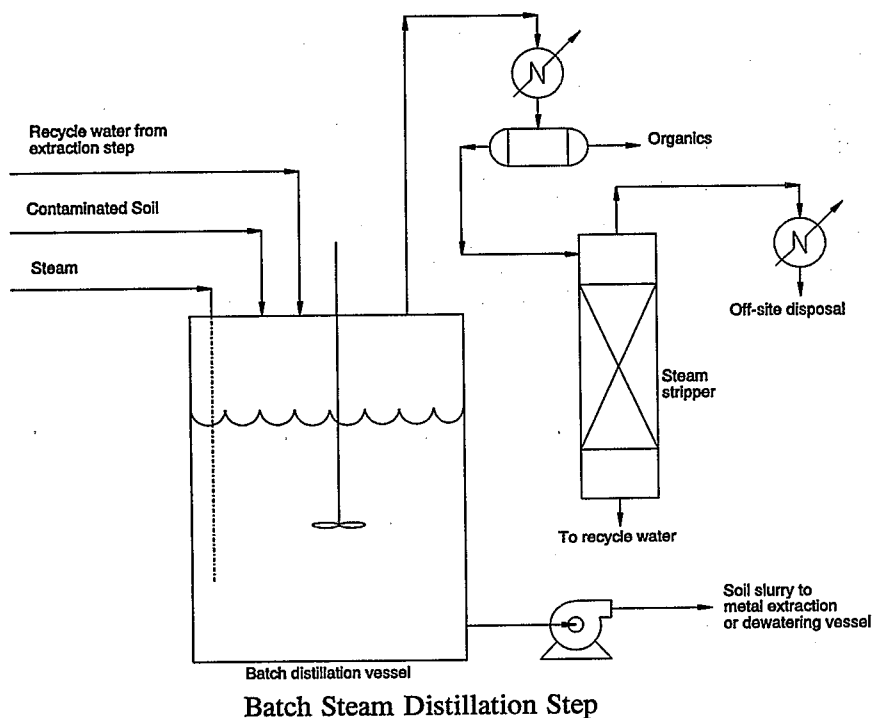 Recycle water from
extraction step
Contaminated Soil
Steam
Organics
Off-site disposal
Steam
stripper
To recycle water
Soil slurry to
metal extraction
or dewatering vessel
Batch distillation vessel
Batch Steam Distillation Step